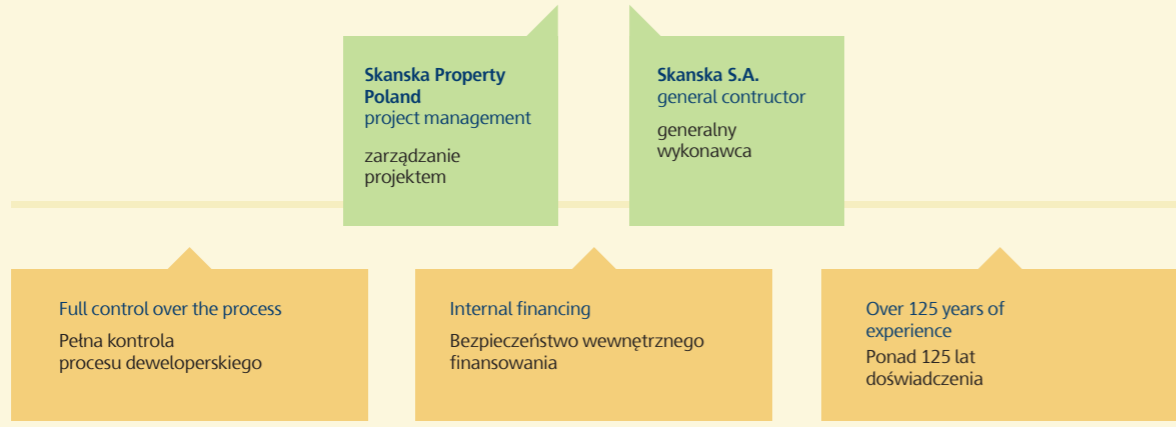 Skanska Property
Poland
project management
zarządzanie
projektem
Skanska S.A.
general contructor
generalny
wykonawca
Full control over the process
Pełna kontrola
procesu deweloperskiego
Internal financing
Bezpieczeństwo wewnętrznego
finansowania
Over 125 years of
experience
Ponad 125 lat
doświadczenia